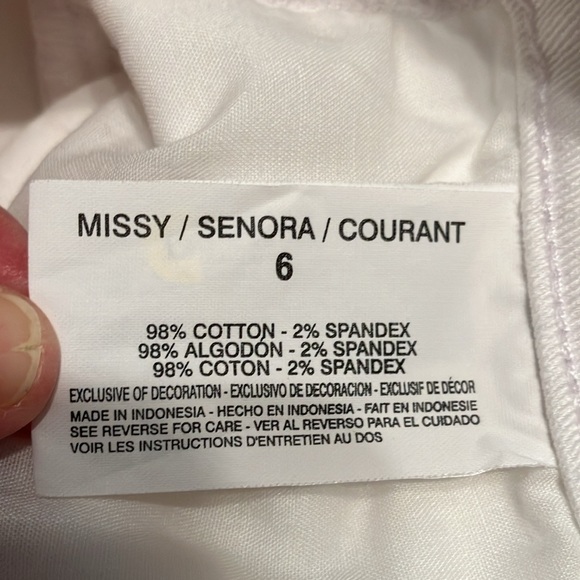 MISSY / SENORA / COURANT
6
98% COTTON - 2% SPANDEX
98% ALGODÓN - 2% SPANDEX
98% COTON - 2% SPANDEX
EXCLUSIVE OF DECORATION - EXCLUSIVO DE DECORACION - EXCLUSIF DE DÉCOR
MADE IN INDONESIA - HECHO EN INDONESIA - FAIT EN INDONESIE
SEE REVERSE FOR CARE - VER AL REVERSO PARA EL CUIDADO
VOIR LES INSTRUCTIONS D'ENTRETIEN AU DOS